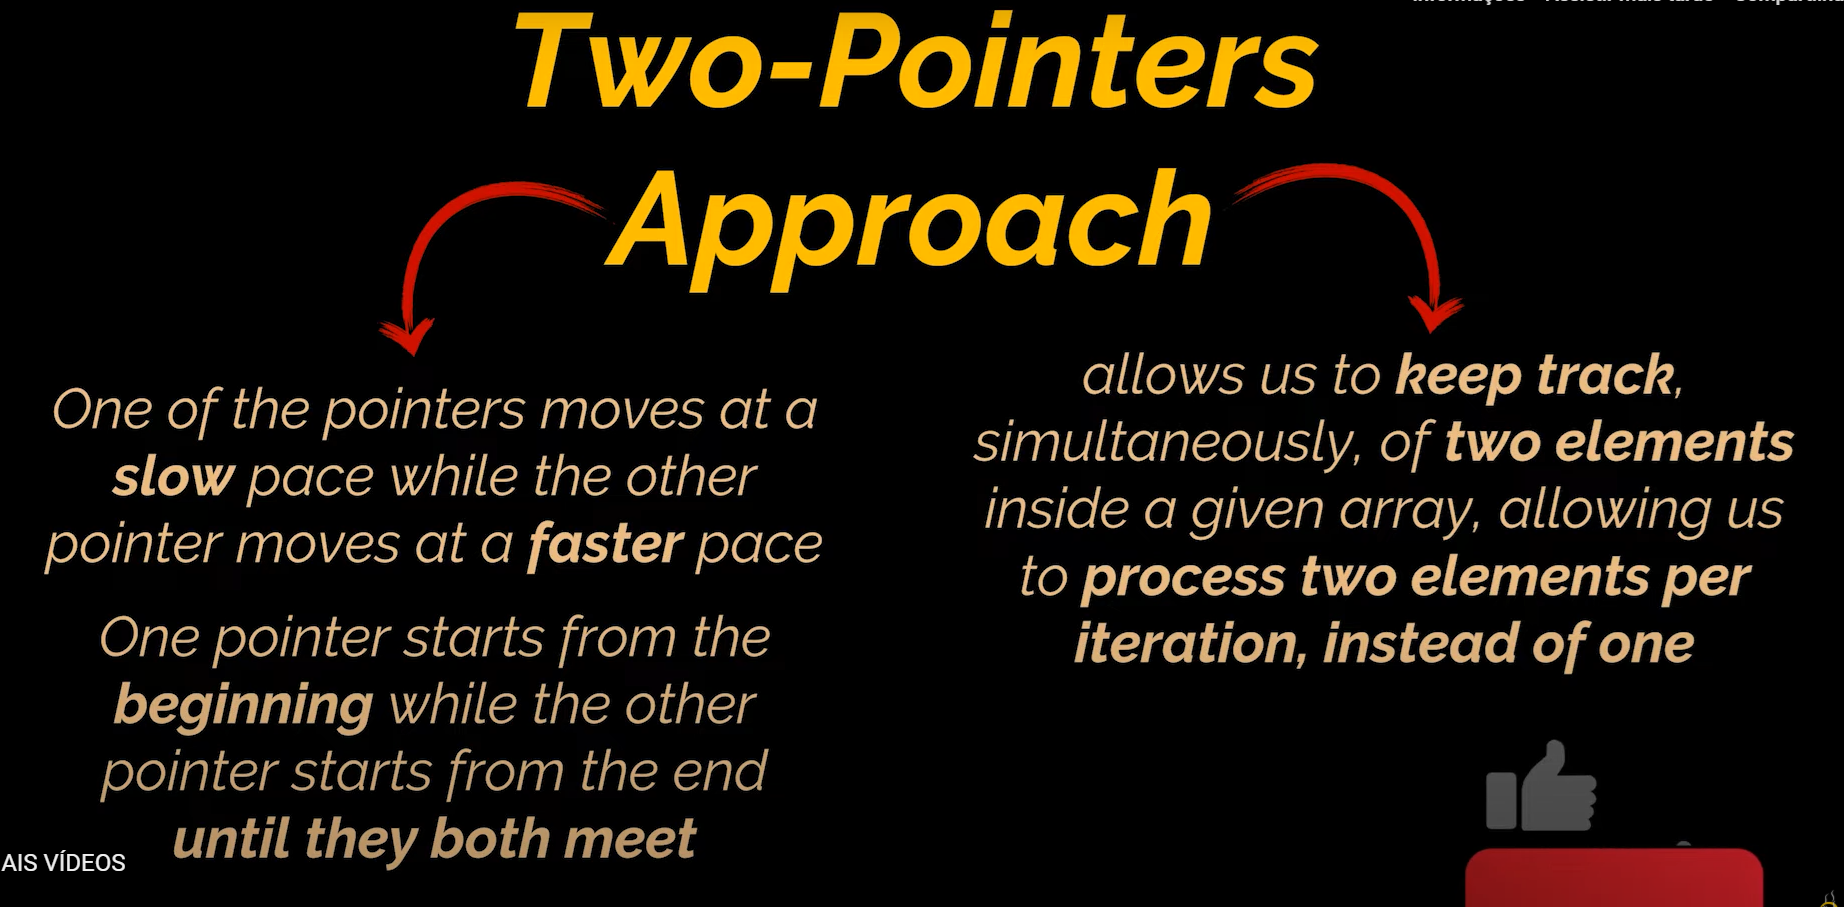 Two-Pointers
Approach
One of the pointers moves at a
slow pace while the other
pointer moves at a faster pace
One pointer starts from the
beginning while the other
pointer starts from the end
until they both meet
allows us to keep track,
simultaneously, of two elements
inside a given array, allowing us
to process two elements per
iteration, instead of one
AIS VÍDEOS